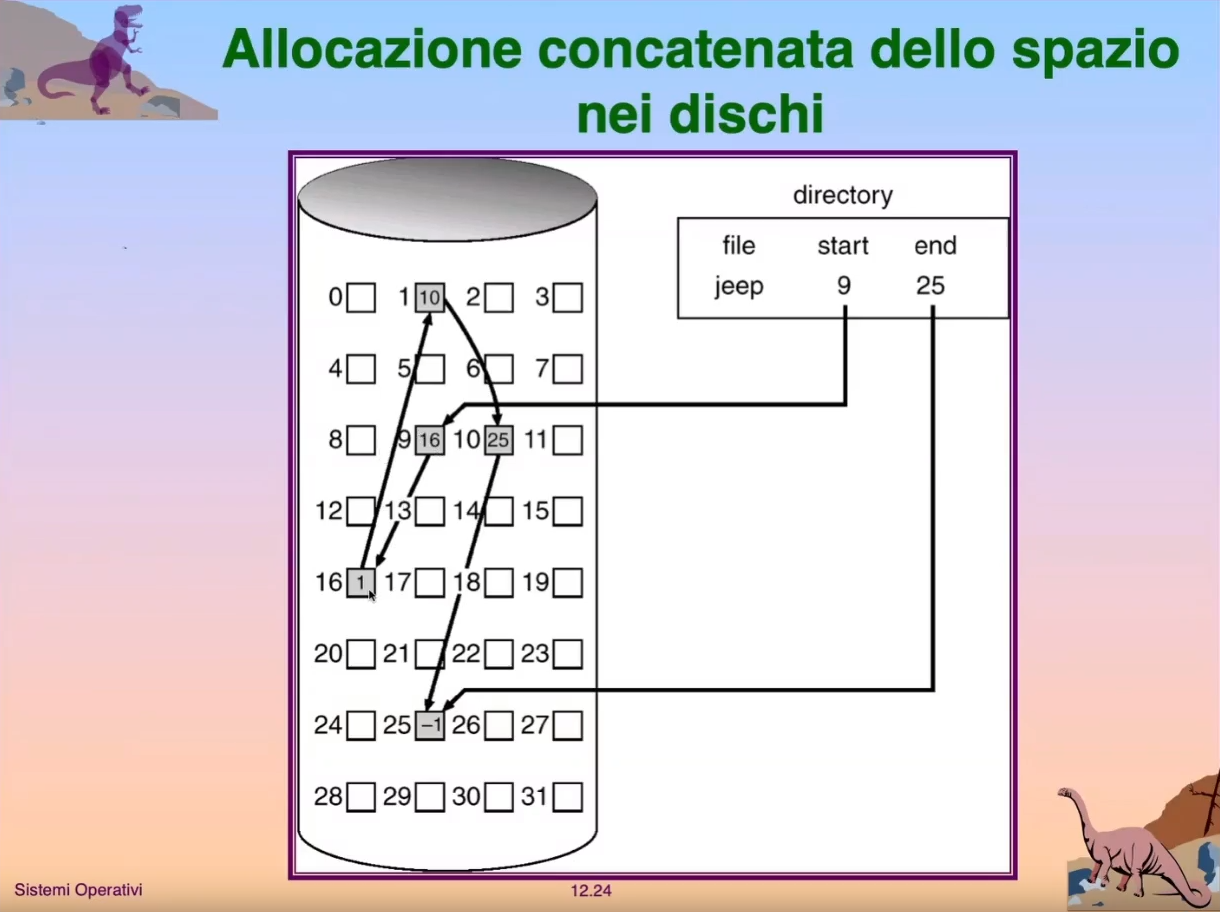 Allocazione concatenata dello spazio
nei dischi
directory
file start end
jeep 9 25
0 1 10 2 3
4 5 6 7
8 9 16 10 25 11
12 13 14 15
16 1 17 18 19
20 21 22 23
24 25 –1 26 27
28 29 30 31
Sistemi Operativi
12.24